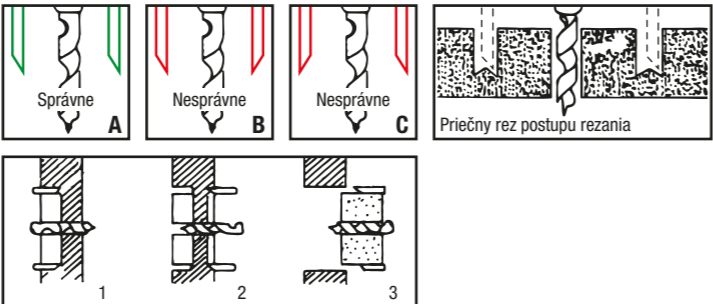 Správne
A
Nesprávne
B
Nesprávne
C
Priečny rez postupu rezania
1 2 3